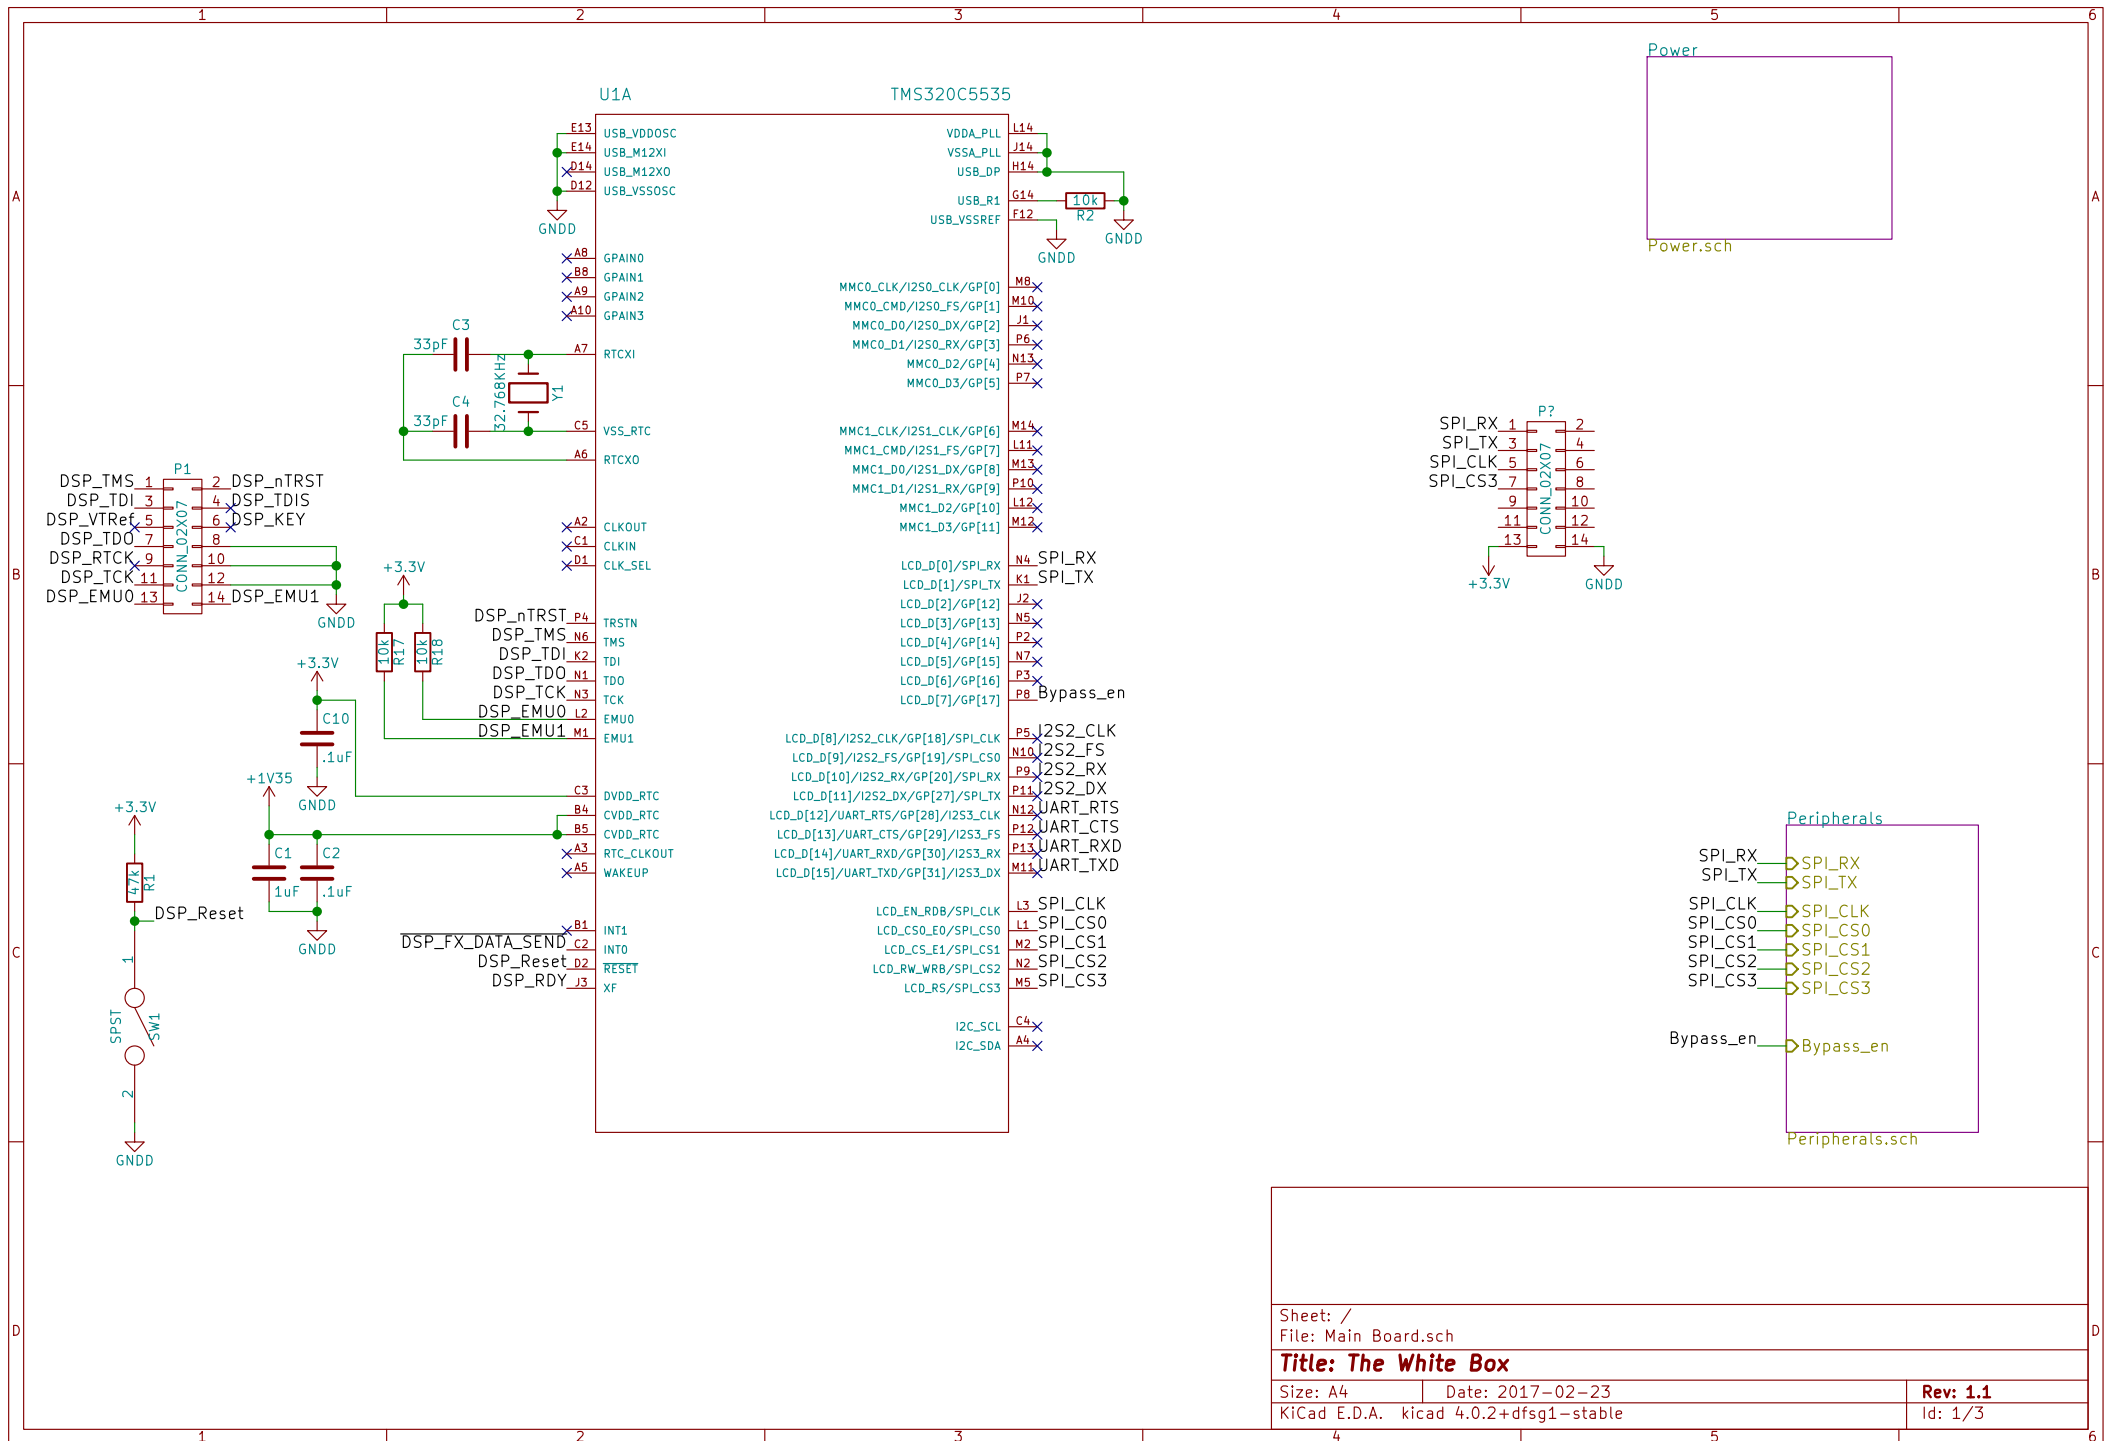 1 2 3 4 5 6
A A
B B
C C
D D
1 2 3 4 5 6
Power
Power.sch
U1A TMS320C5535
E13 USB_VDDOSC
E14 USB_M12XI
D14 USB_M12XO
D12 USB_VSSOSC
GNDD
A8 GPAIN0
B8 GPAIN1
A9 GPAIN2
A10 GPAIN3
A7 RTCXI
C5 VSS_RTC
A6 RTCXO
A2 CLKOUT
C1 CLKIN
D1 CLK_SEL
DSP_nTRST P4 TRSTN
DSP_TMS N6 TMS
DSP_TDI K2 TDI
DSP_TDO N1 TDO
DSP_TCK N3 TCK
DSP_EMU0 L2 EMU0
DSP_EMU1 M1 EMU1
C3 DVDD_RTC
B4 CVDD_RTC
B5 CVDD_RTC
A3 RTC_CLKOUT
A5 WAKEUP
B1 INT1
DSP_FX_DATA_SEND C2 INT0
DSP_Reset D2 RESET
DSP_RDY J3 XF
VDDA_PLL L14
VSSA_PLL J14
USB_DP H14
USB_R1 G14
USB_VSSREF F12
10k
R2
GNDD
GNDD
MMC0_CLK/I2S0_CLK/GP[0] M8
MMC0_CMD/I2S0_FS/GP[1] M10
MMC0_D0/I2S0_DX/GP[2] J1
MMC0_D1/I2S0_RX/GP[3] P6
MMC0_D2/GP[4] N13
MMC0_D3/GP[5] P7
MMC1_CLK/I2S1_CLK/GP[6] M14
MMC1_CMD/I2S1_FS/GP[7] L11
MMC1_D0/I2S1_DX/GP[8] M13
MMC1_D1/I2S1_RX/GP[9] P10
MMC1_D2/GP[10] L12
MMC1_D3/GP[11] M12
LCD_D[0]/SPI_RX N4 SPI_RX
LCD_D[1]/SPI_TX K1 SPI_TX
LCD_D[2]/GP[12] J2
LCD_D[3]/GP[13] N5
LCD_D[4]/GP[14] P2
LCD_D[5]/GP[15] N7
LCD_D[6]/GP[16] P3
LCD_D[7]/GP[17] P8 Bypass_en
LCD_D[8]/I2S2_CLK/GP[18]/SPI_CLK P5 I2S2_CLK
LCD_D[9]/I2S2_FS/GP[19]/SPI_CS0 N10 I2S2_FS
LCD_D[10]/I2S2_RX/GP[20]/SPI_RX P9 I2S2_RX
LCD_D[11]/I2S2_DX/GP[27]/SPI_TX P11 I2S2_DX
LCD_D[12]/UART_RTS/GP[28]/I2S3_CLK N12 UART_RTS
LCD_D[13]/UART_CTS/GP[29]/I2S3_FS P12 UART_CTS
LCD_D[14]/UART_RXD/GP[30]/I2S3_RX P13 UART_RXD
LCD_D[15]/UART_TXD/GP[31]/I2S3_DX M11 UART_TXD
LCD_EN_RDB/SPI_CLK L3 SPI_CLK
LCD_CS0_E0/SPI_CS0 L1 SPI_CS0
LCD_CS_E1/SPI_CS1 M2 SPI_CS1
LCD_RW_WRB/SPI_CS2 N2 SPI_CS2
LCD_RS/SPI_CS3 M5 SPI_CS3
I2C_SCL C4
I2C_SDA A4
C3
33pF
C4
33pF
32.768KHz
Y1
P1
CONN_02X07
DSP_TMS 1 2 DSP_nTRST
DSP_TDI 3 4 DSP_TDIS
DSP_VTRef 5 6 DSP_KEY
DSP_TDO 7 8
DSP_RTCK 9 10
DSP_TCK 11 12
DSP_EMU0 13 14 DSP_EMU1
GNDD
+3.3V
10k
R17
10k
R18
+3.3V
C10
.1uF
GNDD
+1V35
C1
1uF
C2
.1uF
GNDD
+3.3V
47k
R1
DSP_Reset
1
SPST
SW1
2
GNDD
P?
CONN_02X07
SPI_RX 1 2
SPI_TX 3 4
SPI_CLK 5 6
SPI_CS3 7 8
9 10
11 12
13 14
+3.3V
GNDD
Peripherals
SPI_RX SPI_RX
SPI_TX SPI_TX
SPI_CLK SPI_CLK
SPI_CS0 SPI_CS0
SPI_CS1 SPI_CS1
SPI_CS2 SPI_CS2
SPI_CS3 SPI_CS3
Bypass_en Bypass_en
Peripherals.sch
Sheet: /
File: Main Board.sch
Title: The White Box
Size: A4 Date: 2017-02-23 Rev: 1.1
KiCad E.D.A. kicad 4.0.2+dfsg1-stable Id: 1/3